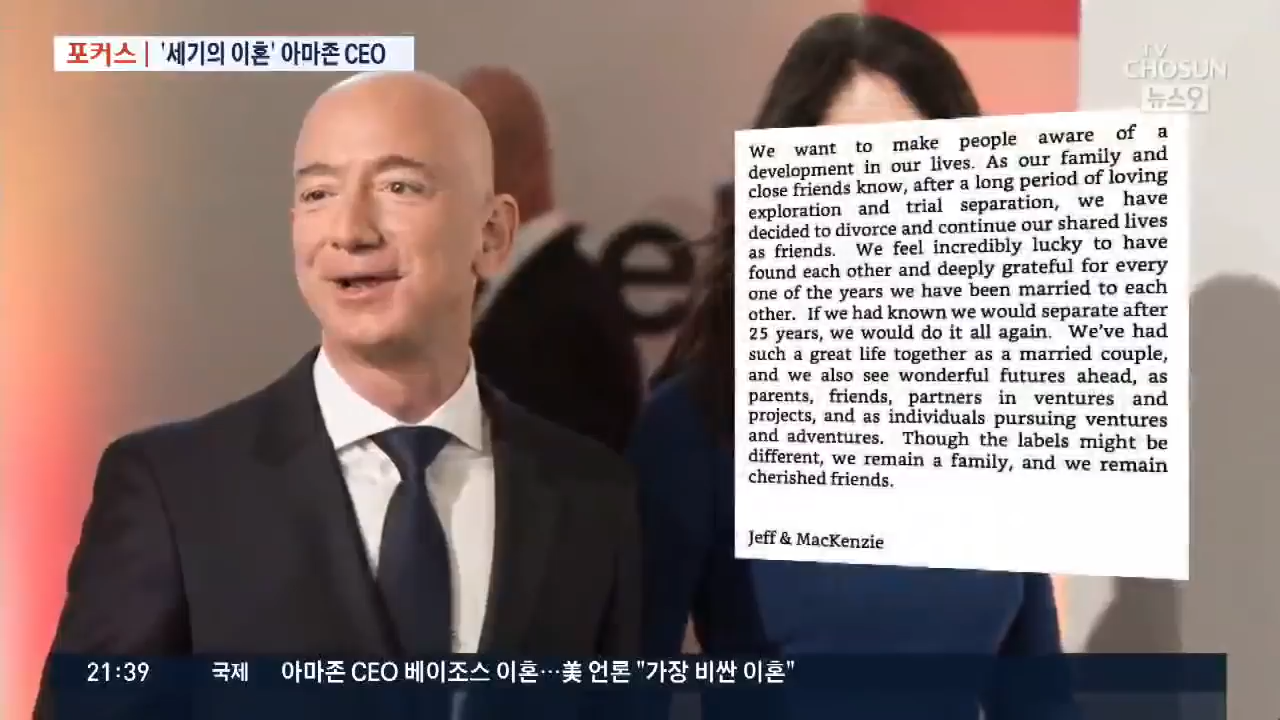 포커스 | '세기의 이혼' 아마존 CEO
TV
CHOSUN
뉴스9
We want to make people aware of a
development in our lives. As our family and
close friends know, after a long period of loving
exploration and trial separation, we have
decided to divorce and continue our shared lives
as friends. We feel incredibly lucky to have
found each other and deeply grateful for every
one of the years we have been married to each
other. If we had known we would separate after
25 years, we would do it all again. We've had
such a great life together as a married couple,
and we also see wonderful futures ahead, as
parents, friends, partners in ventures and
projects, and as individuals pursuing ventures
and adventures. Though the labels might be
different, we remain a family, and we remain
cherished friends.
Jeff & MacKenzie
e
21:39 국제 아마존 CEO 베이조스 이혼…美 언론 "가장 비싼 이혼"